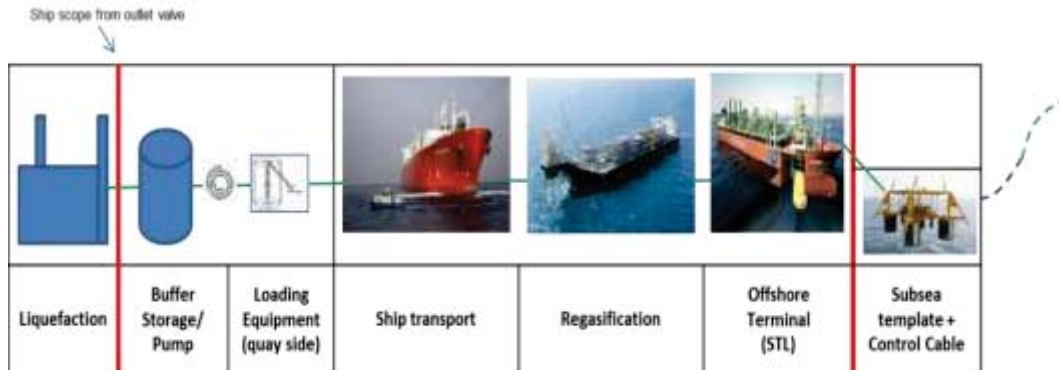 Ship scope from outlet valve
Liquefaction
Buffer
Storage/
Pump
Loading
Equipment
(quay side)
Ship transport
Regasification
Offshore
Terminal
(STL)
Subsea
template +
Control Cable